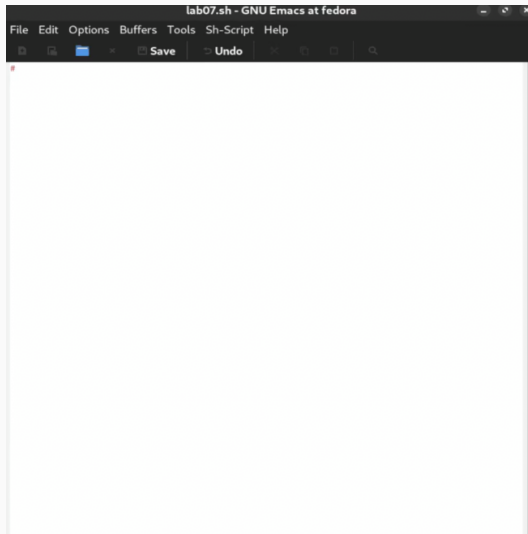 lab07.sh - GNU Emacs at fedora
File Edit Options Buffers Tools Sh-Script Help
Save Undo
#